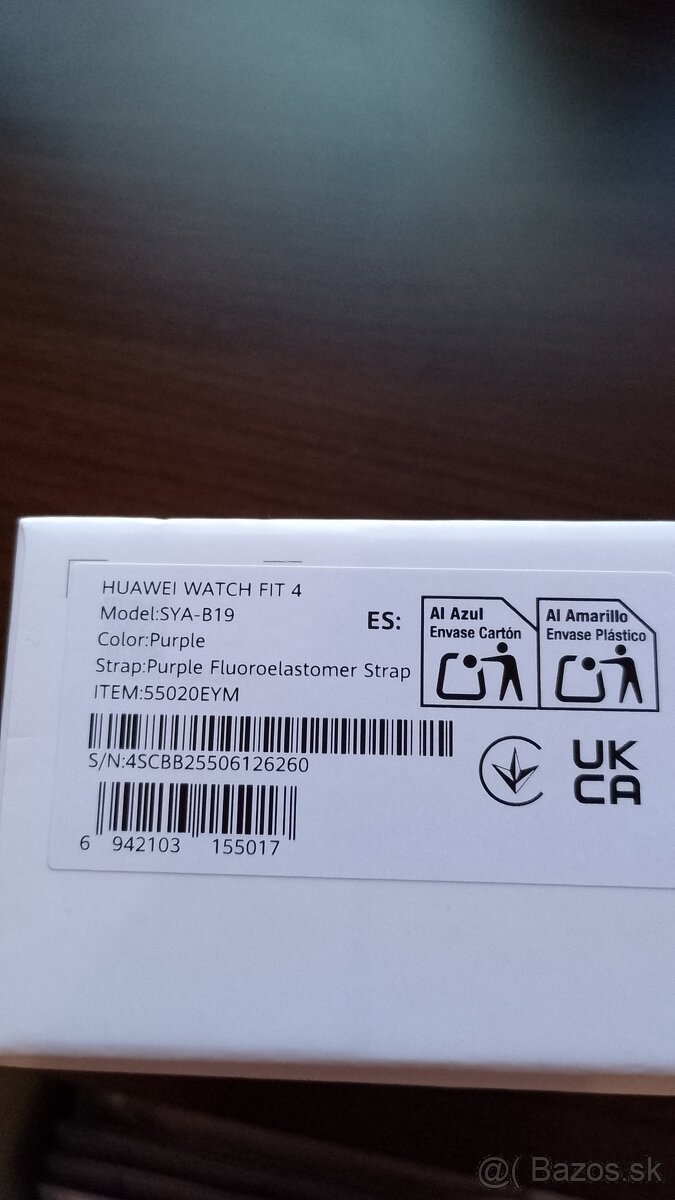 HUAWEI WATCH FIT 4
Model:SYA-B19
Color:Purple
Strap:Purple Fluoroelastomer Strap
ITEM:55020EYM
S/N:4SCBB25506126260
6 942103 155017
ES:
Al Azul
Envase Cartón
Al Amarillo
Envase Plástico
UK
CA
@( Bazos.sk